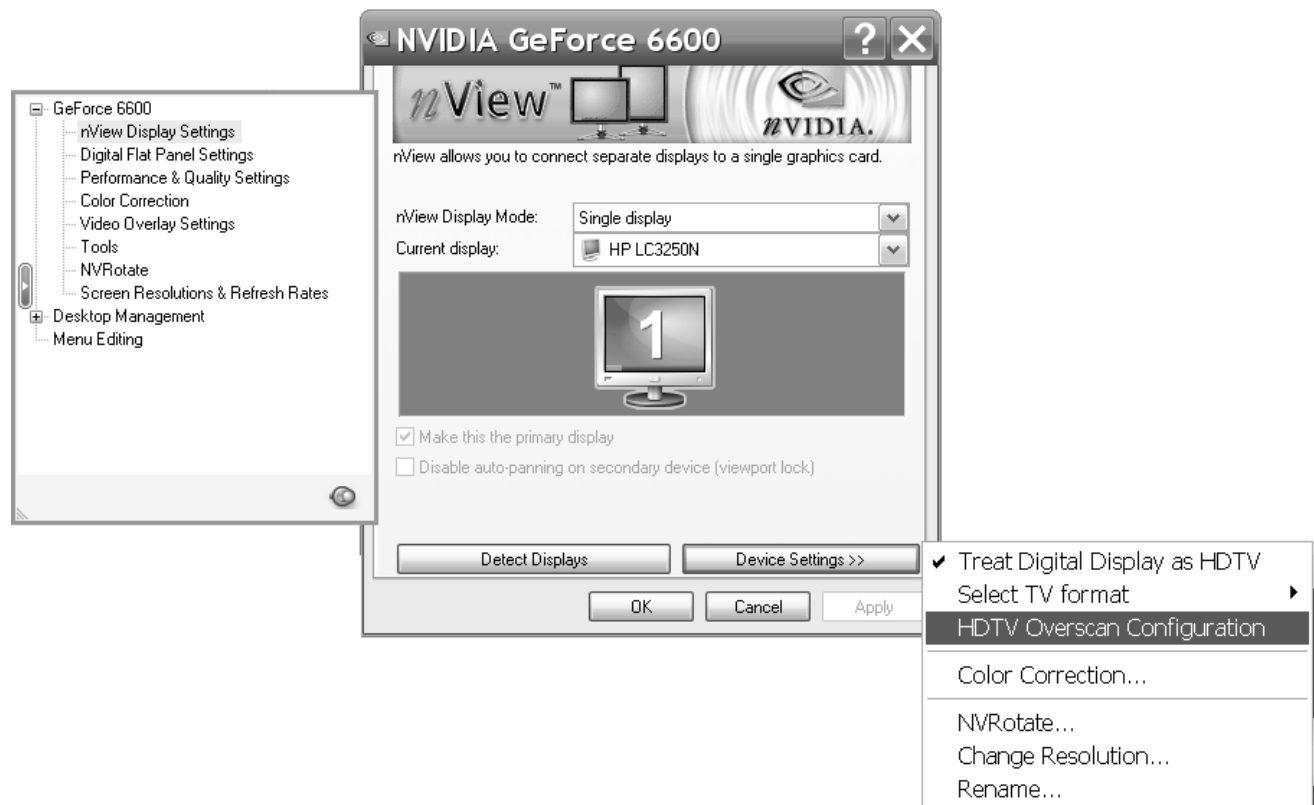 NVIDIA GeForce 6600
nView™
NVIDIA.
nView allows you to connect separate displays to a single graphics card.
GeForce 6600
nView Display Settings
Digital Flat Panel Settings
Performance & Quality Settings
Color Correction
Video Overlay Settings
Tools
NVRotate
Screen Resolutions & Refresh Rates
Desktop Management
Menu Editing
nView Display Mode:
Single display
Current display:
HP LC3250N
1
Make this the primary display
Disable auto-panning on secondary device (viewport lock)
Detect Displays
Device Settings >>
OK
Cancel
Apply
Treat Digital Display as HDTV
Select TV format
HDTV Overscan Configuration
Color Correction...
NVRotate...
Change Resolution...
Rename...